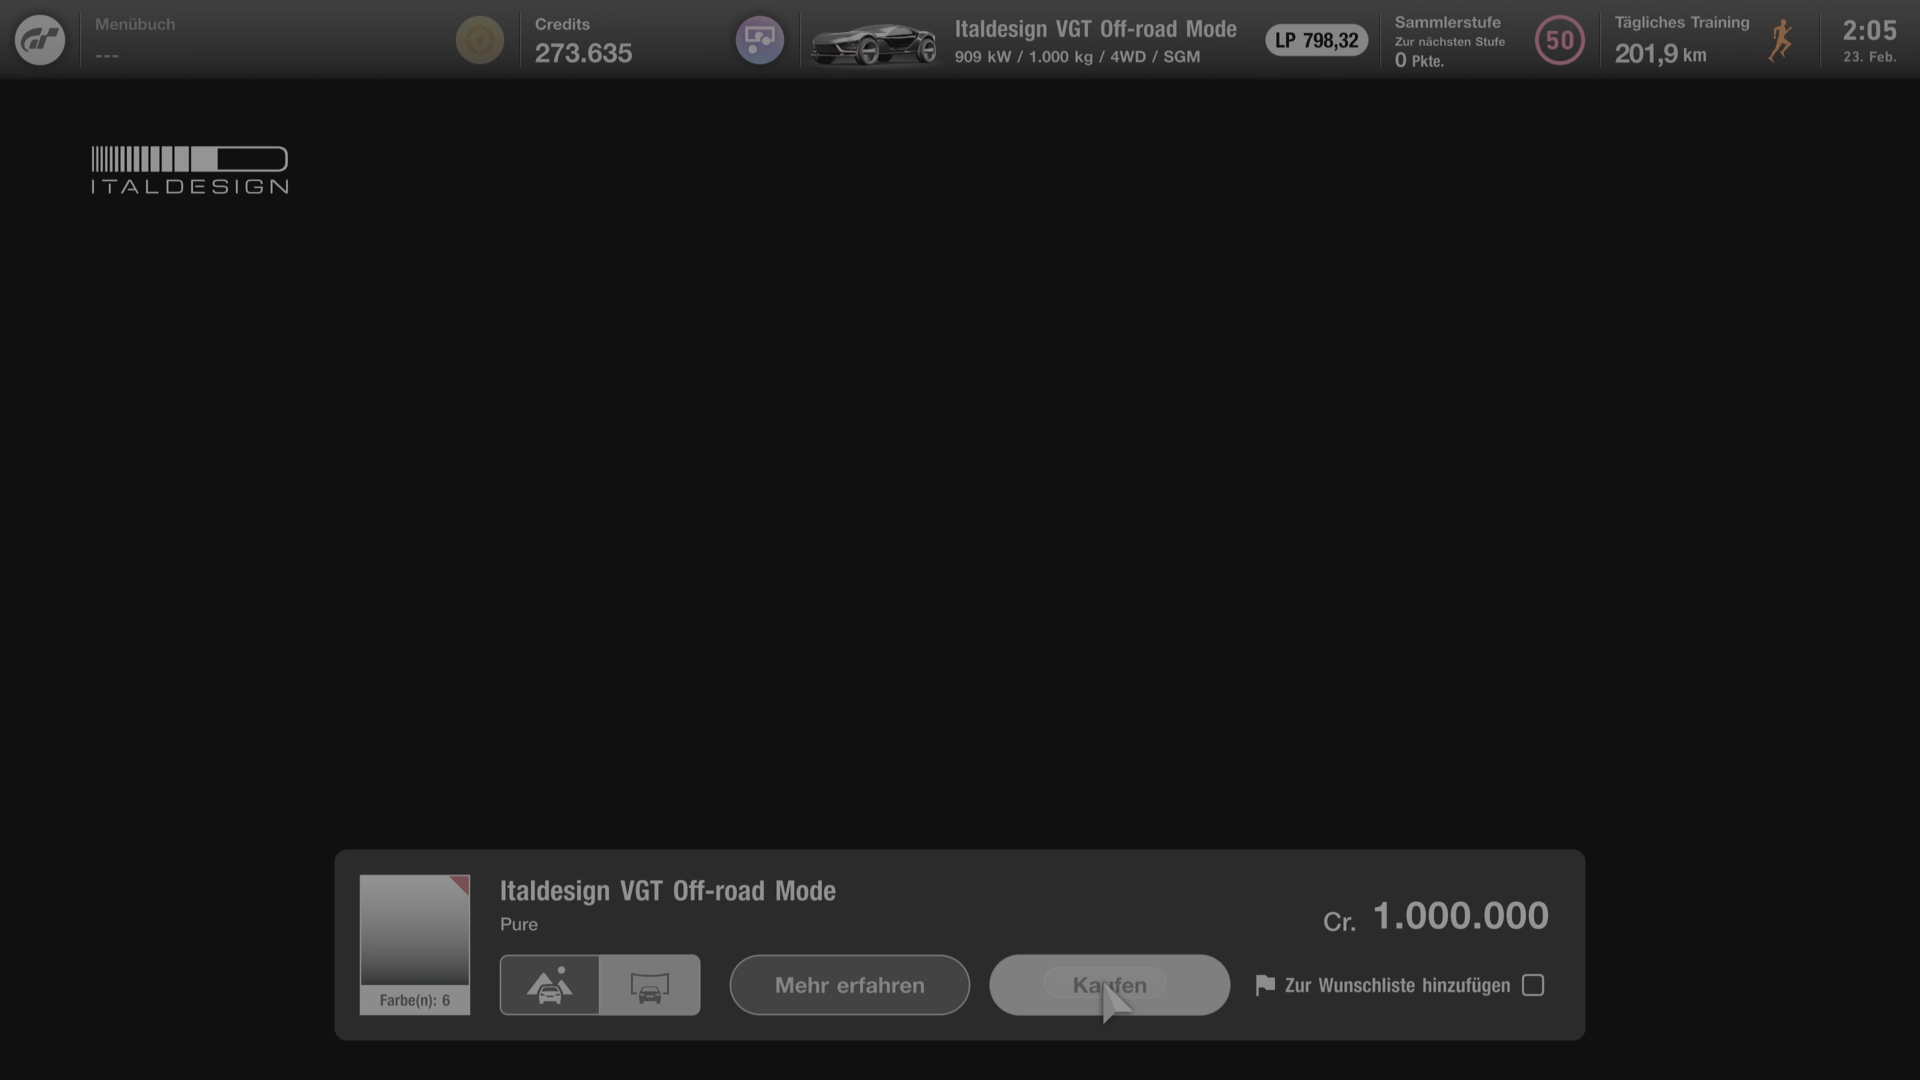 Menübuch
---
Credits
273.635
Italdesign VGT Off-road Mode
909 kW / 1.000 kg / 4WD / SGM
LP 798,32
Sammlerstufe
Zur nächsten Stufe
0 Pkte.
50
Tägliches Training
201,9 km
2:05
23. Feb.
ITALDESIGN
Italdesign VGT Off-road Mode
Pure
Cr. 1.000.000
Farbe(n): 6
Mehr erfahren
Kaufen
Zur Wunschliste hinzufügen